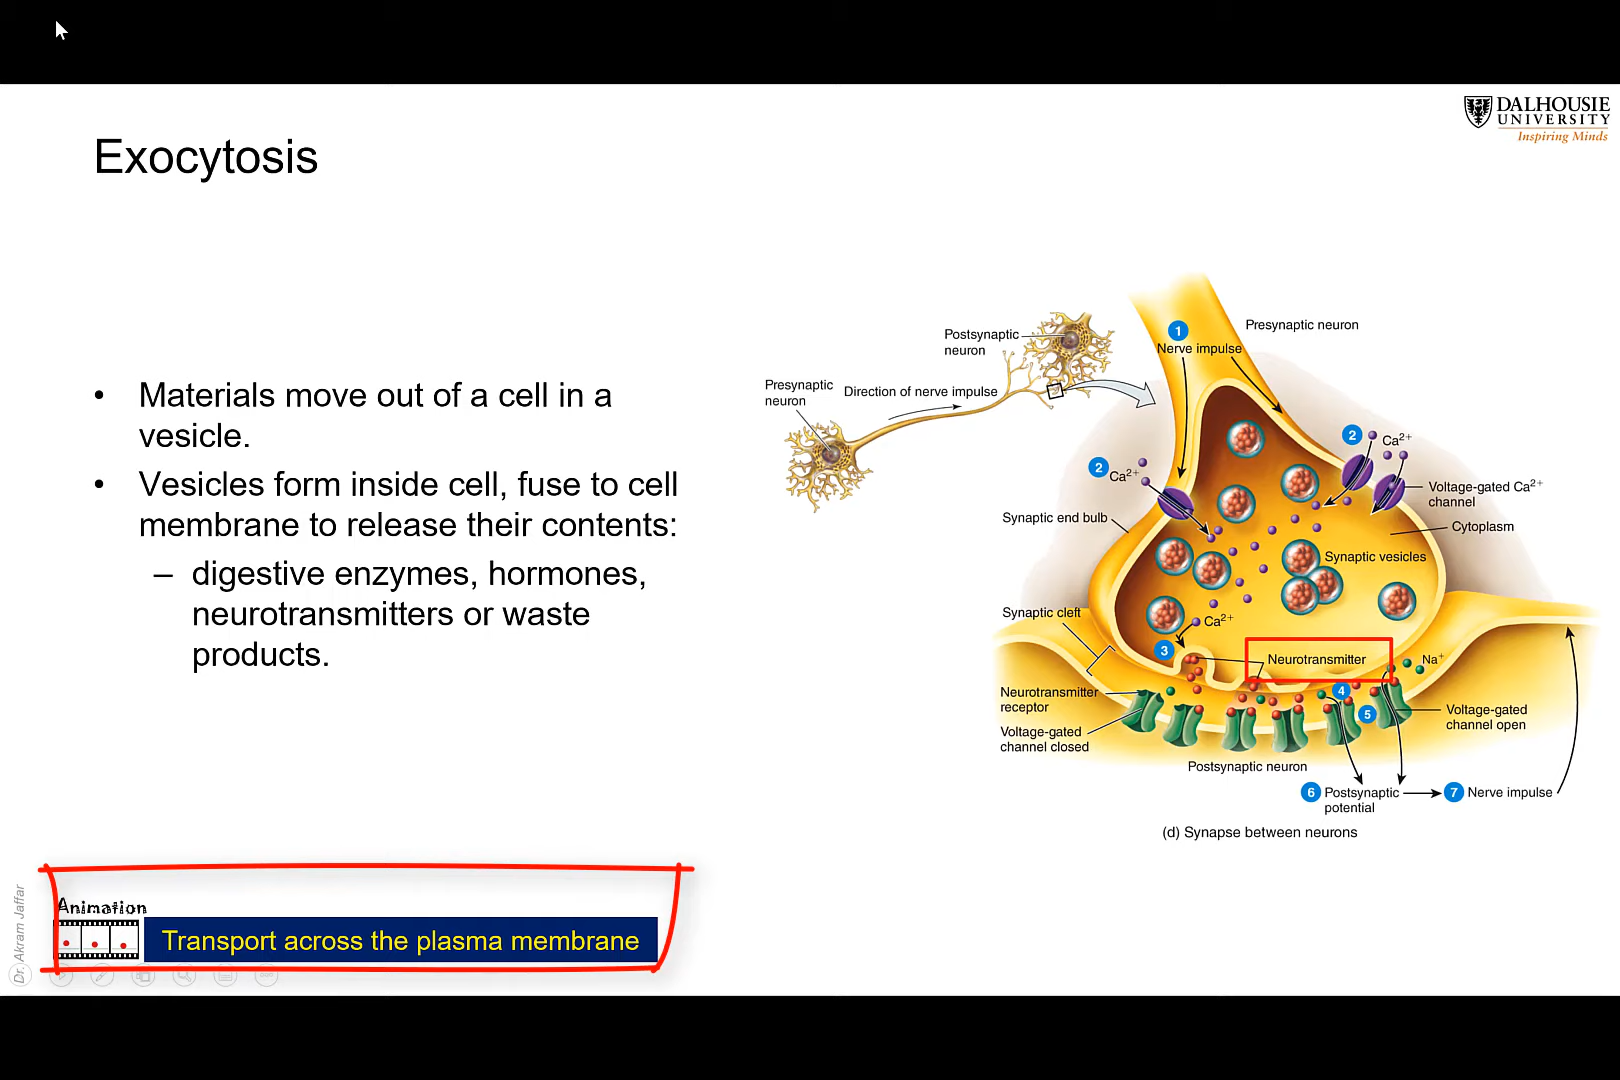 DALHOUSIE
UNIVERSITY
Inspiring Minds
Exocytosis
• Materials move out of a cell in a
vesicle.
• Vesicles form inside cell, fuse to cell
membrane to release their contents:
– digestive enzymes, hormones,
neurotransmitters or waste
products.
Postsynaptic
neuron
Presynaptic
neuron
Direction of nerve impulse
1
Nerve impulse
Presynaptic neuron
2
Ca2+
2
Ca2+
Voltage-gated Ca2+
channel
Synaptic end bulb
Cytoplasm
Synaptic vesicles
Synaptic cleft
Ca2+
3
Neurotransmitter
Na+
Neurotransmitter
receptor
4
5
Voltage-gated
channel open
Voltage-gated
channel closed
Postsynaptic neuron
6 Postsynaptic
potential
7 Nerve impulse
(d) Synapse between neurons
Animation
Transport across the plasma membrane
Dr. Akram Jaffar